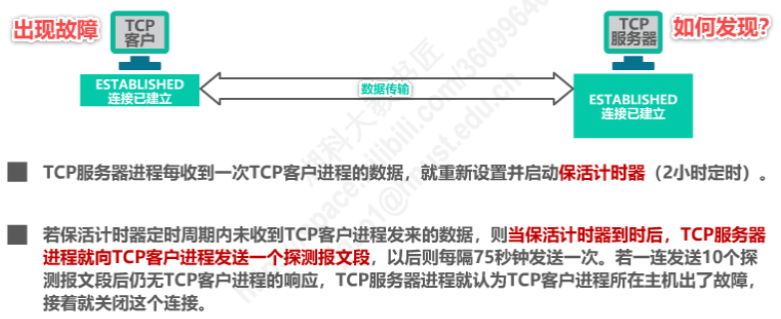 出现故障
TCP
客户
TCP
服务器
如何发现?
ESTABLISHED
连接已建立
数据传输
ESTABLISHED
连接已建立
TCP服务器进程每收到一次TCP客户进程的数据，就重新设置并启动保活计时器（2小时定时）。
若保活计时器定时周期内未收到TCP客户进程发来的数据，则当保活计时器到时后，TCP服务器
进程就向TCP客户进程发送一个探测报文段，以后则每隔75秒钟发送一次。若一连发送10个探
测报文段后仍无TCP客户进程的响应，TCP服务器进程就认为TCP客户进程所在主机出了故障，
接着就关闭这个连接。